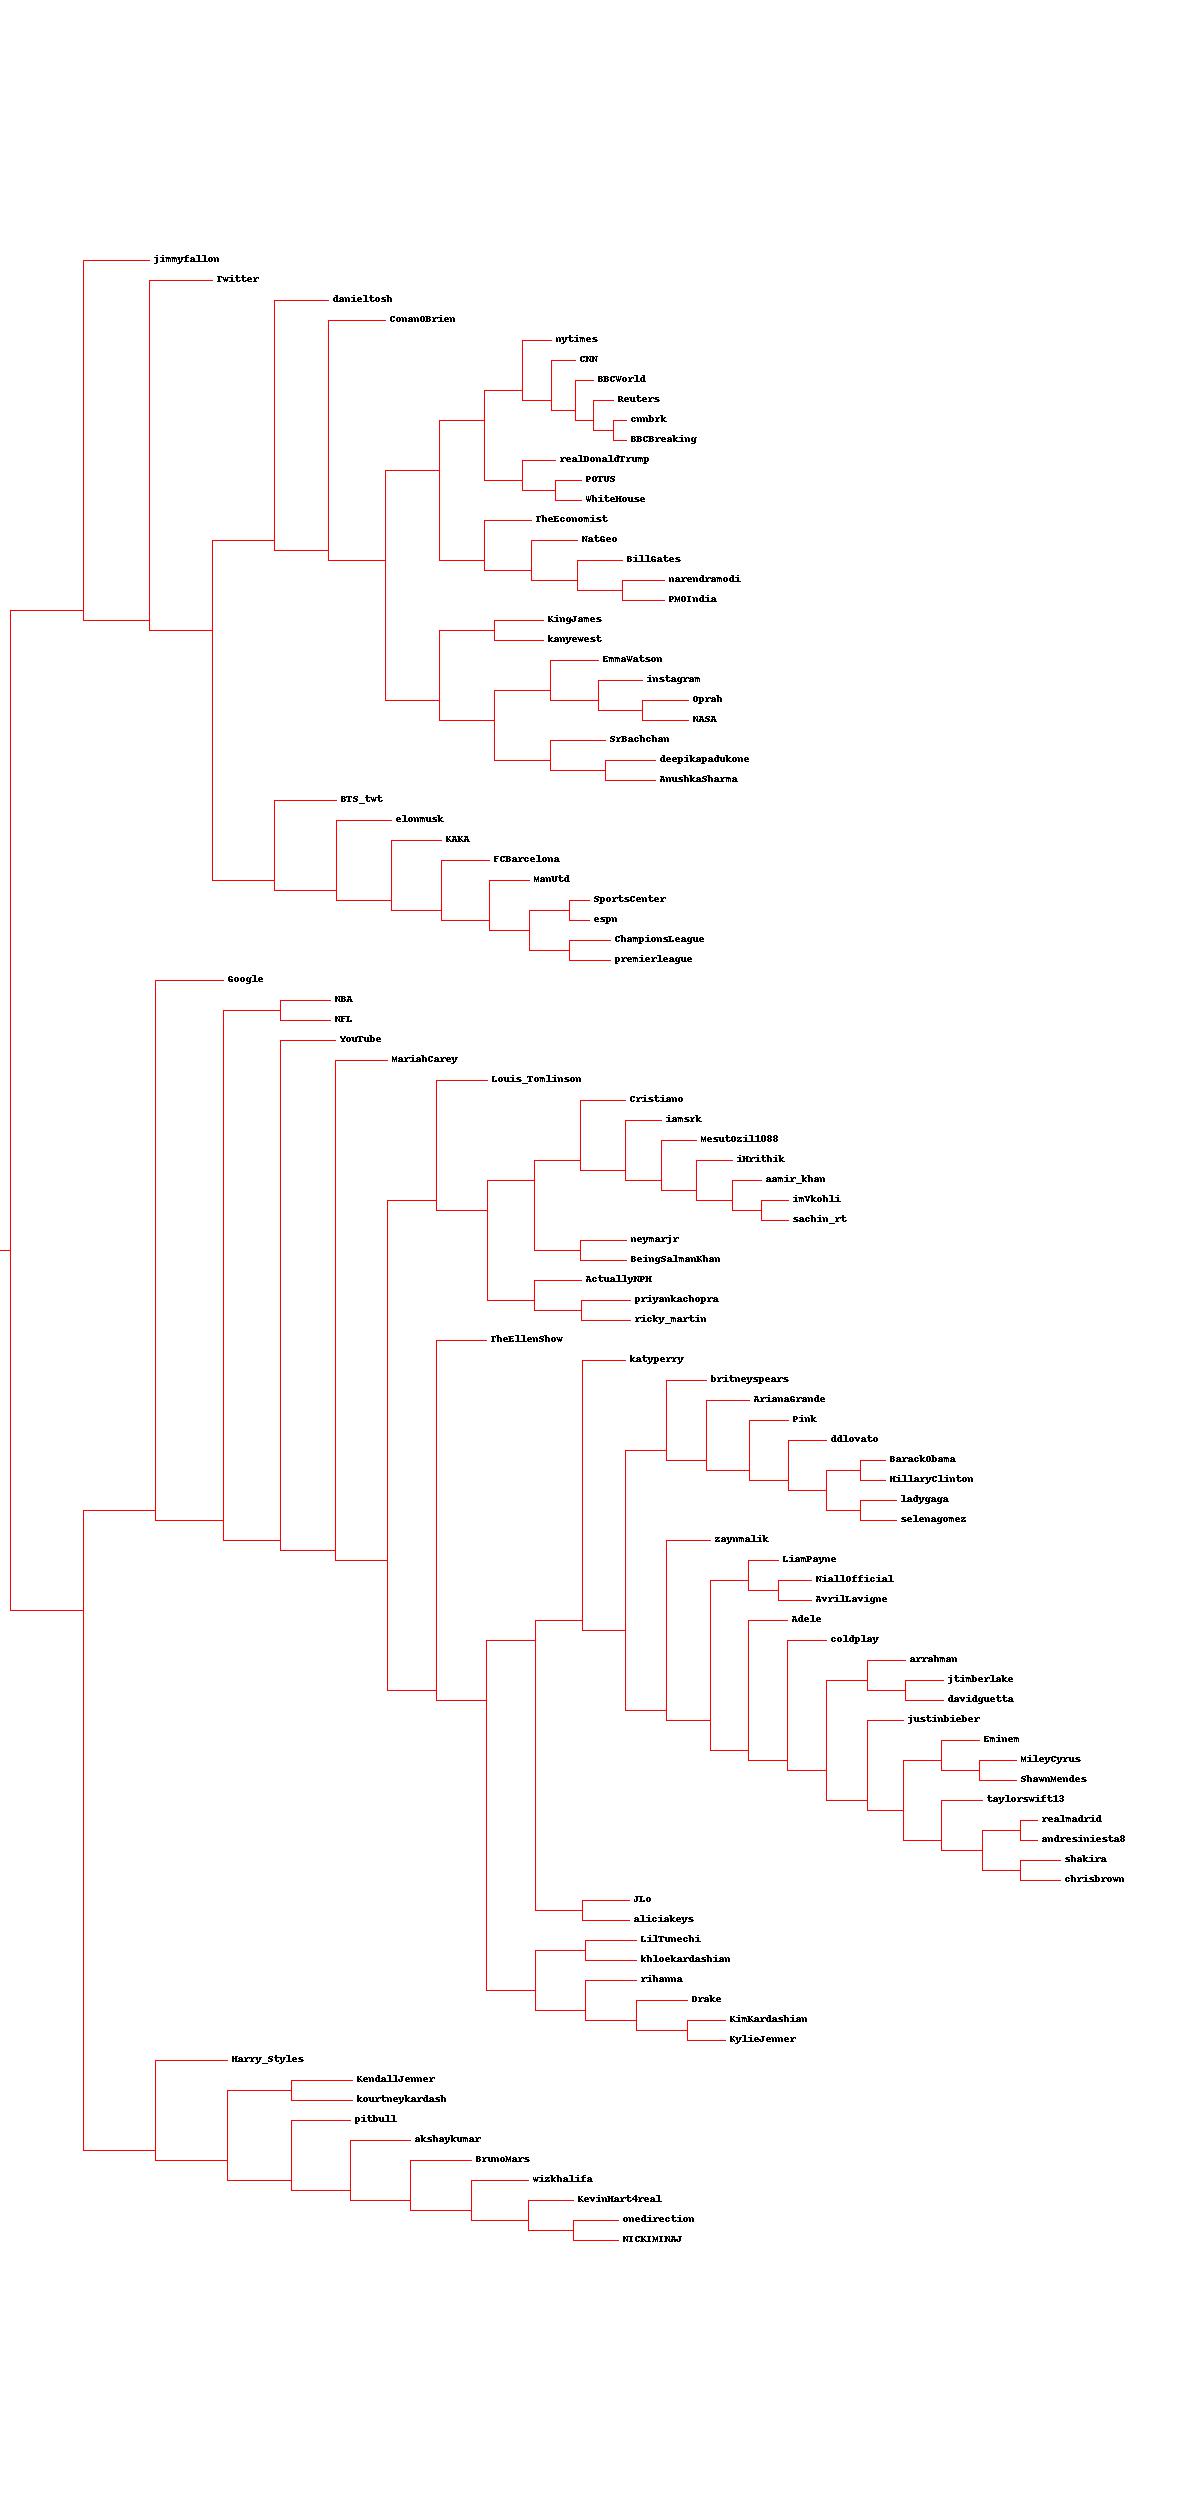 jimmyfallon
Twitter
danieltosh
ConanOBrien
nytimes
CNN
BBCWorld
Reuters
cnnbrk
BBCBreaking
realDonaldTrump
POTUS
WhiteHouse
TheEconomist
NatGeo
BillGates
narendramodi
PMOIndia
KingJames
kanyewest
EmmaWatson
instagram
Oprah
NASA
SrBachchan
deepikapadukone
AnushkaSharma
BTS_twt
elonmusk
KAKA
FCBarcelona
ManUtd
SportsCenter
espn
ChampionsLeague
premierleague
Google
NBA
NFL
YouTube
MariahCarey
Louis_Tomlinson
Cristiano
iamsrk
MesutOzil1088
iHrithik
aamir_khan
imVkohli
sachin_rt
neymarjr
BeingSalmanKhan
ActuallyNPH
priyankachopra
ricky_martin
TheEllenShow
katyperry
britneyspears
ArianaGrande
Pink
ddlovato
BarackObama
HillaryClinton
ladygaga
selenagomez
zaynmalik
LiamPayne
NiallOfficial
AvrilLavigne
Adele
coldplay
arrahman
jtimberlake
davidguetta
justinbieber
Eminem
MileyCyrus
ShawnMendes
taylorswift13
realmadrid
andresiniesta8
shakira
chrisbrown
JLo
aliciakeys
LilTunechi
khloekardashian
rihanna
Drake
KimKardashian
KylieJenner
Harry_Styles
KendallJenner
kourtneykardash
pitbull
akshaykumar
BrunoMars
wizkhalifa
KevinHart4real
onedirection
NICKIMINAJ